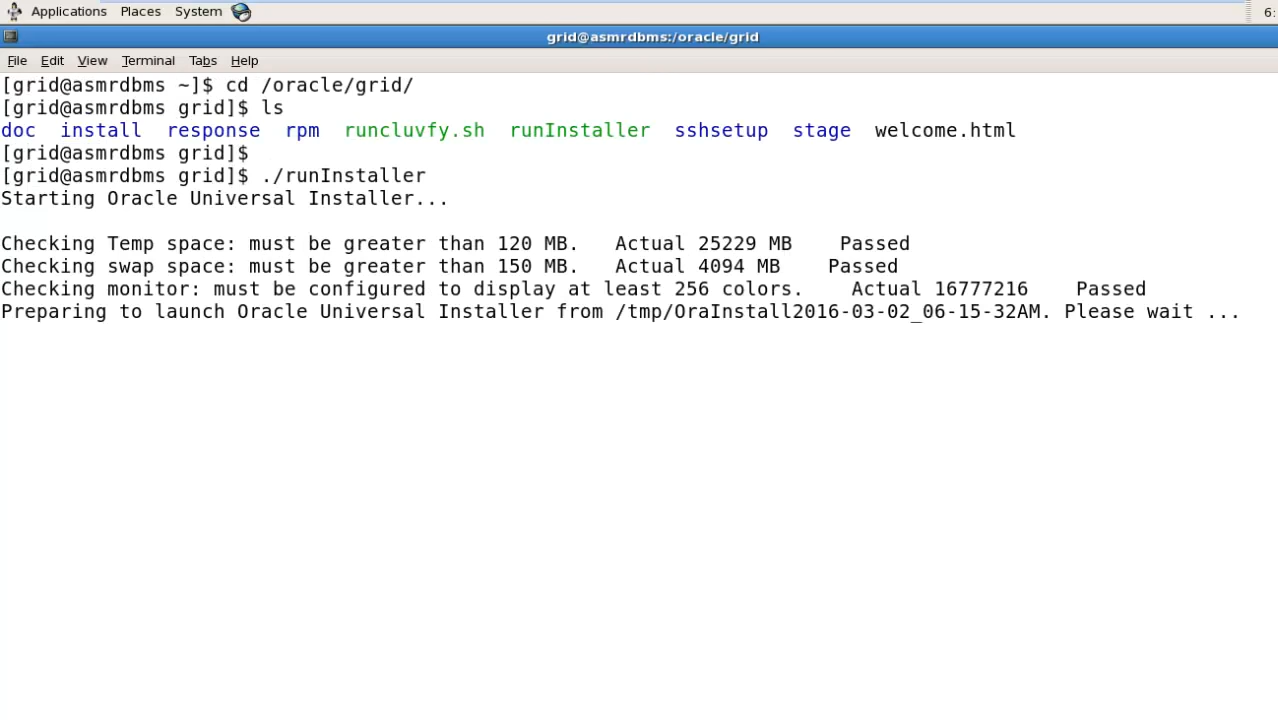 Applications Places System 6:
grid@asmrdbms:/oracle/grid
File Edit View Terminal Tabs Help
[grid@asmrdbms ~]$ cd /oracle/grid/
[grid@asmrdbms grid]$ ls
doc install response rpm runcluvfy.sh runInstaller sshsetup stage welcome.html
[grid@asmrdbms grid]$
[grid@asmrdbms grid]$ ./runInstaller
Starting Oracle Universal Installer...
Checking Temp space: must be greater than 120 MB. Actual 25229 MB Passed
Checking swap space: must be greater than 150 MB. Actual 4094 MB Passed
Checking monitor: must be configured to display at least 256 colors. Actual 16777216 Passed
Preparing to launch Oracle Universal Installer from /tmp/OraInstall2016-03-02_06-15-32AM. Please wait ...